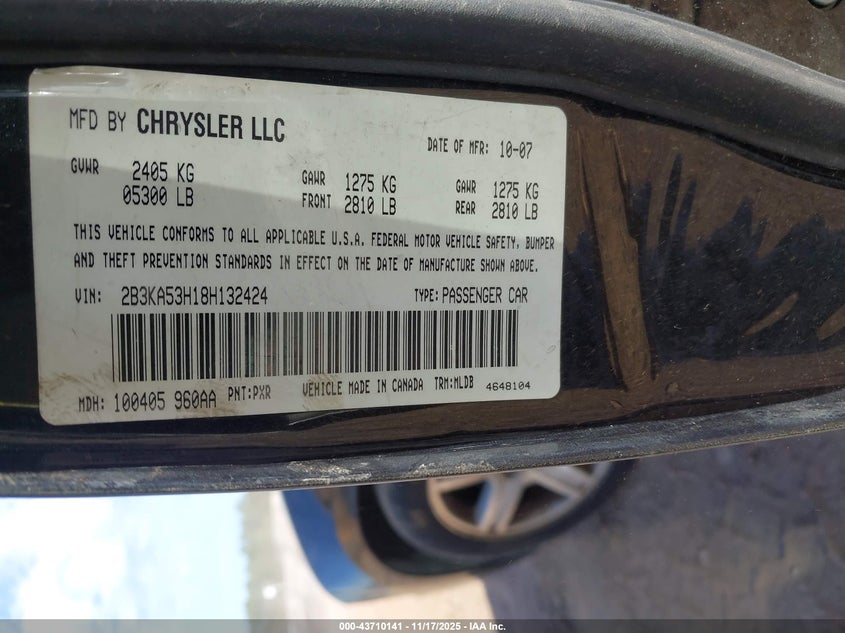 MFD BY CHRYSLER LLC
DATE OF MFR: 10-07
GVWR 2405 KG
05300 LB
GAWR FRONT 1275 KG
2810 LB
GAWR REAR 1275 KG
2810 LB
THIS VEHICLE CONFORMS TO ALL APPLICABLE U.S.A. FEDERAL MOTOR VEHICLE SAFETY, BUMPER
AND THEFT PREVENTION STANDARDS IN EFFECT ON THE DATE OF MANUFACTURE SHOWN ABOVE.
VIN: 2B3KA53H18H132424 TYPE: PASSENGER CAR
MDH: 100405 960AA PNT: PXR VEHICLE MADE IN CANADA TRM: MLDB 4648104
000-43710141 - 11/17/2025 - IAA Inc.